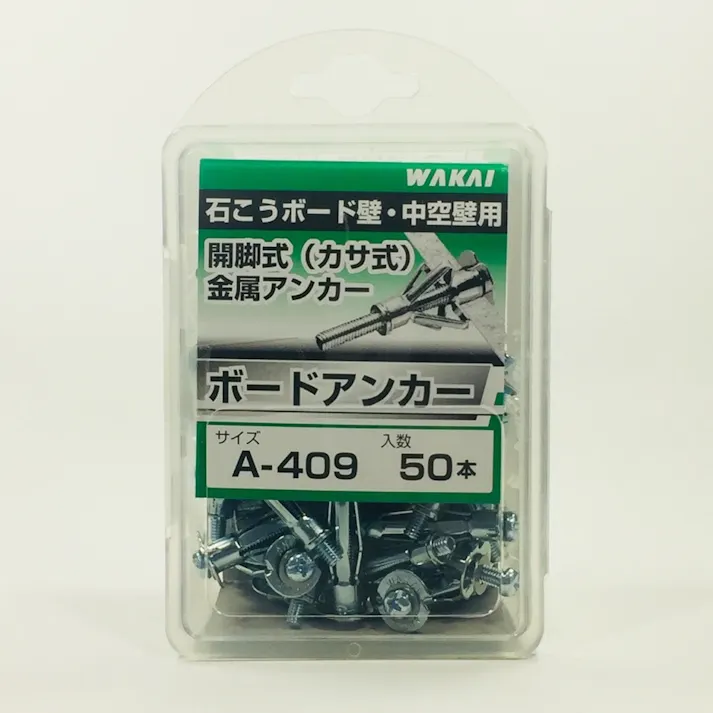 WAKAI
石こうボード壁・中空壁用
開脚式（カサ式）
金属アンカー
ボードアンカー
サイズ 入数
A-409 50本